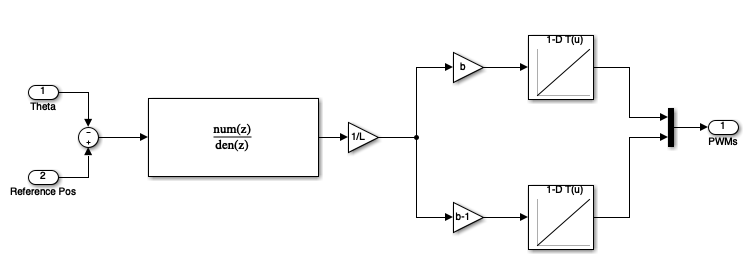 1
Theta
-
+
2
Reference Pos
num(z)
den(z)
1/L
b
1-D T(u)
b-1
1-D T(u)
1
PWMs